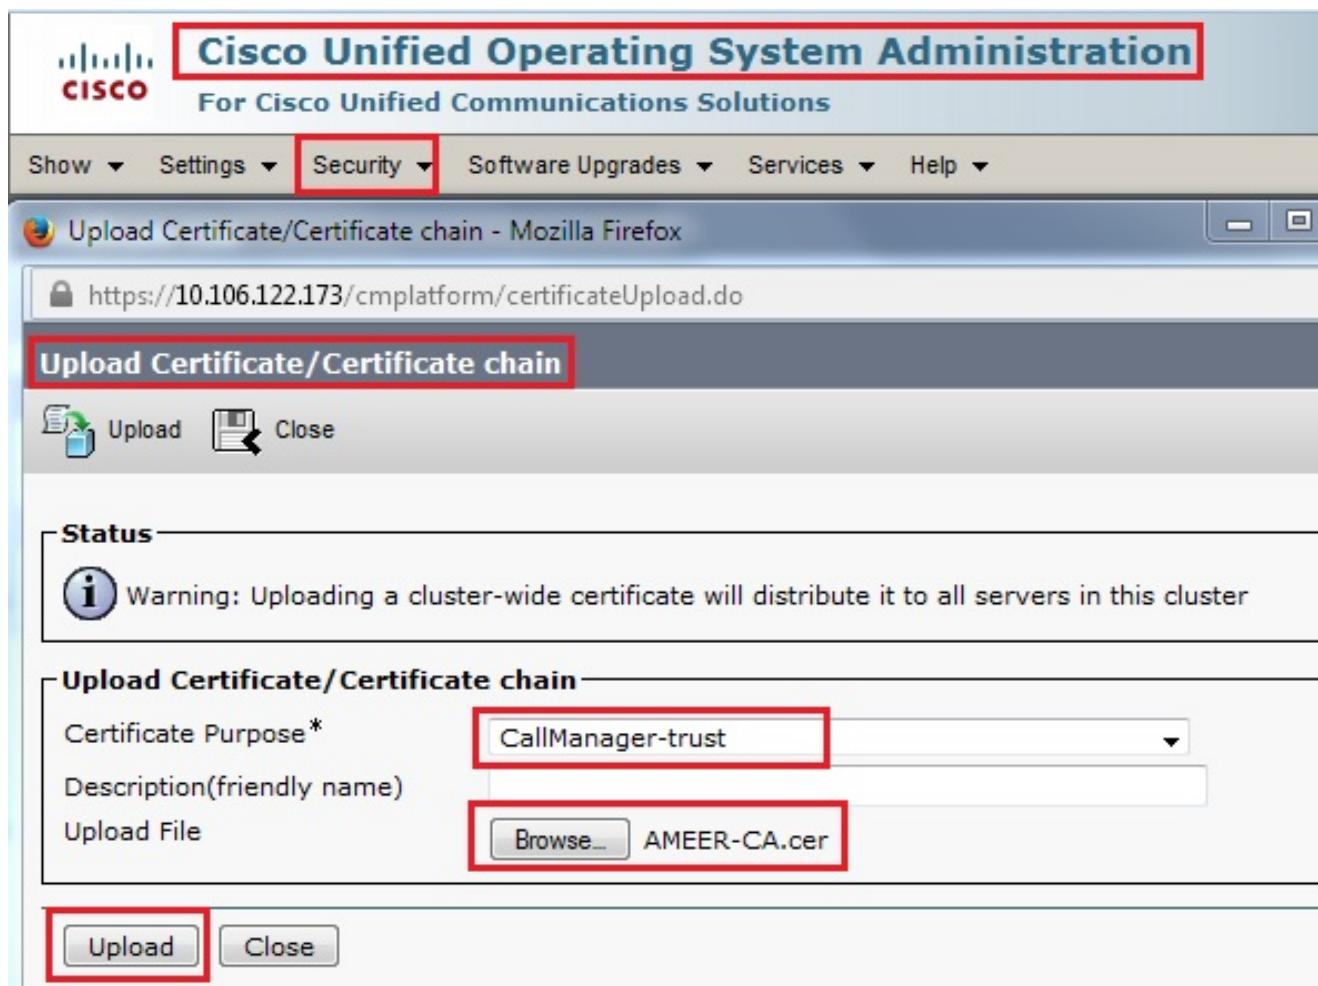 Cisco Unified Operating System Administration
CISCO
For Cisco Unified Communications Solutions
Show Settings Security Software Upgrades Services Help
Upload Certificate/Certificate chain - Mozilla Firefox
https://10.106.122.173/cmplatform/certificateUpload.do
Upload Certificate/Certificate chain
Upload Close
Status
i Warning: Uploading a cluster-wide certificate will distribute it to all servers in this cluster
Upload Certificate/Certificate chain
Certificate Purpose* CallManager-trust
Description(friendly name)
Upload File Browse... AMEER-CA.cer
Upload Close